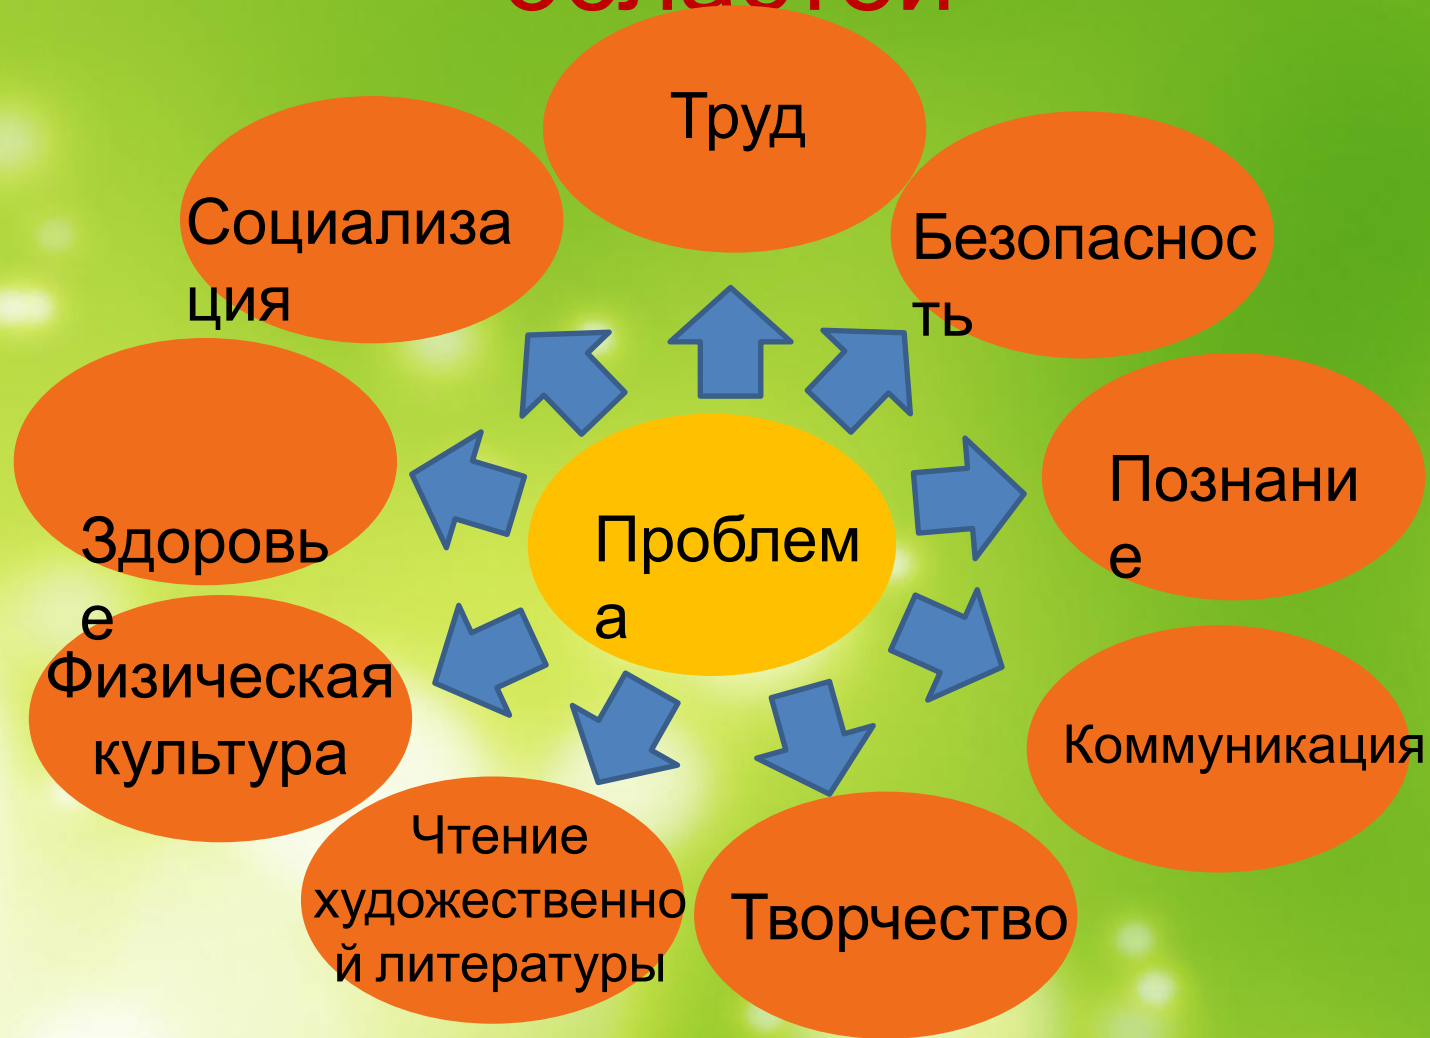 Труд
Социализа
ция
Безопаснос
ть
Здоровь
е
Познани
е
Проблем
а
Физическая
культура
Коммуникация
Чтение
художественно
й литературы
Творчество